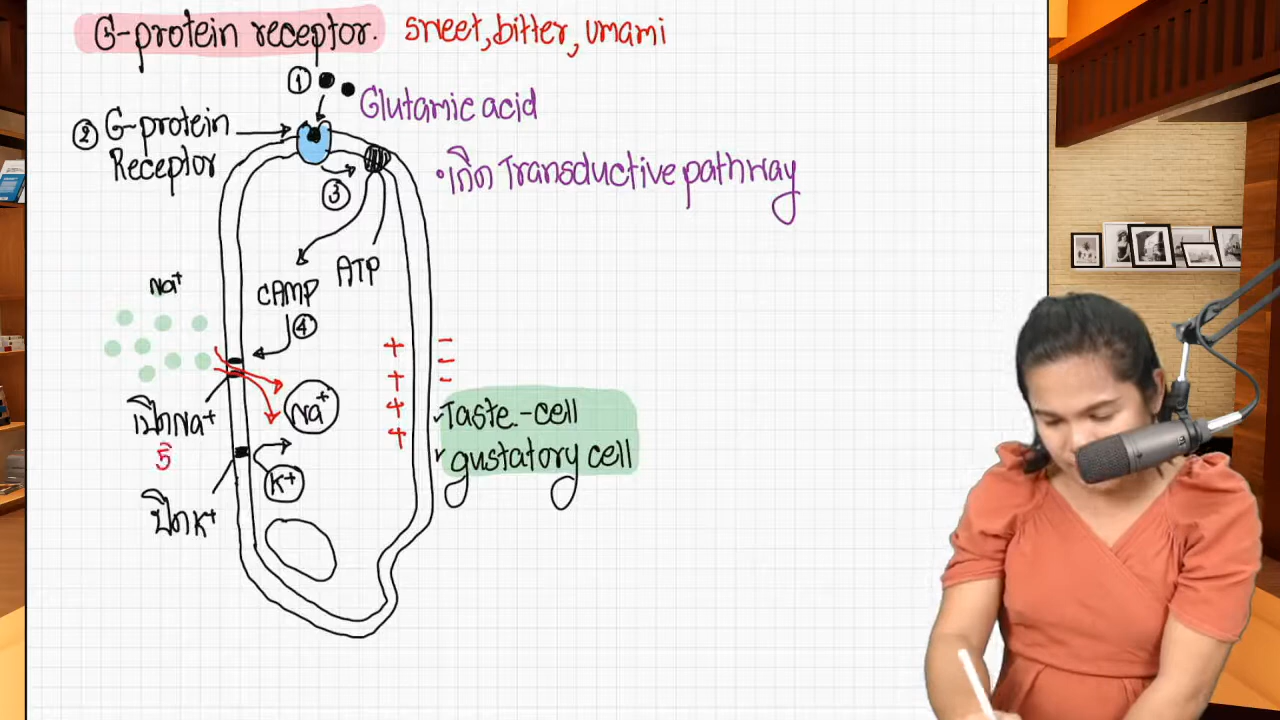 G-protein receptor. sweet, bitter, umami
①
Glutamic acid
② G-protein
Receptor
• เกิด Transductive pathway
③
ATP
cAMP
④
Na⁺
เปิด Na⁺
Na⁺
5
K⁺
ปิด K⁺
+ −
+ −
+ −
+
✓ Taste-cell
✓ gustatory cell